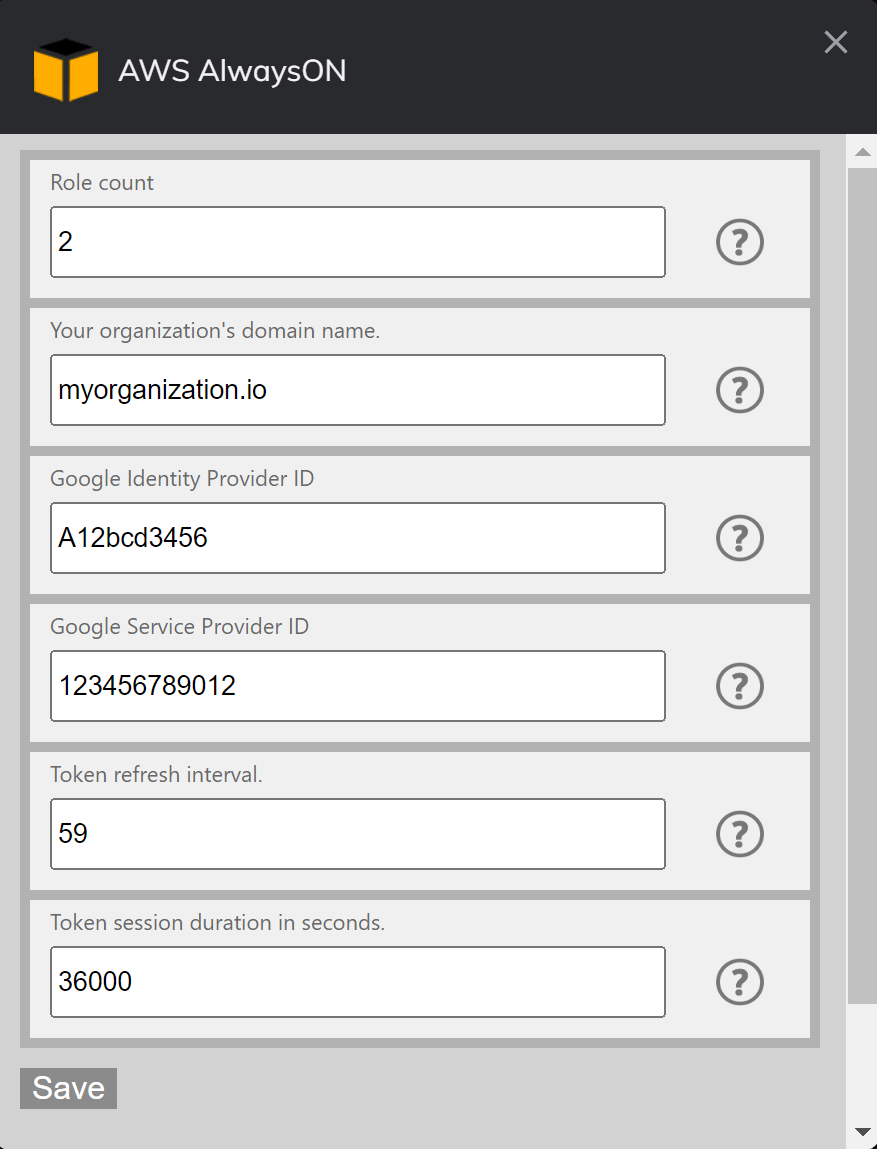 AWS AlwaysON
Role count
2
?
Your organization's domain name.
myorganization.io
?
Google Identity Provider ID
A12bcd3456
?
Google Service Provider ID
123456789012
?
Token refresh interval.
59
?
Token session duration in seconds.
36000
?
Save